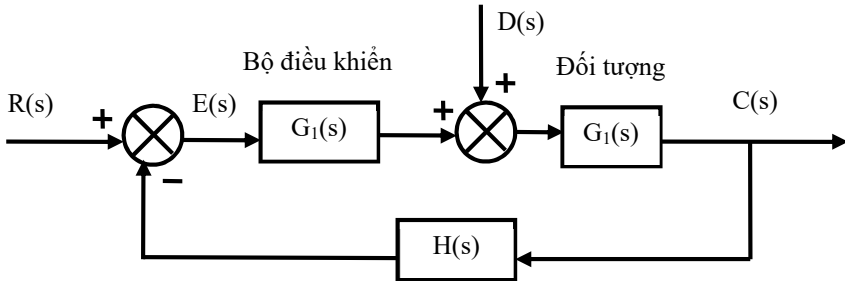 D(s)
Bộ điều khiển
Đối tượng
R(s)
E(s)
C(s)
+
+
+
G₁(s)
G₁(s)
−
H(s)